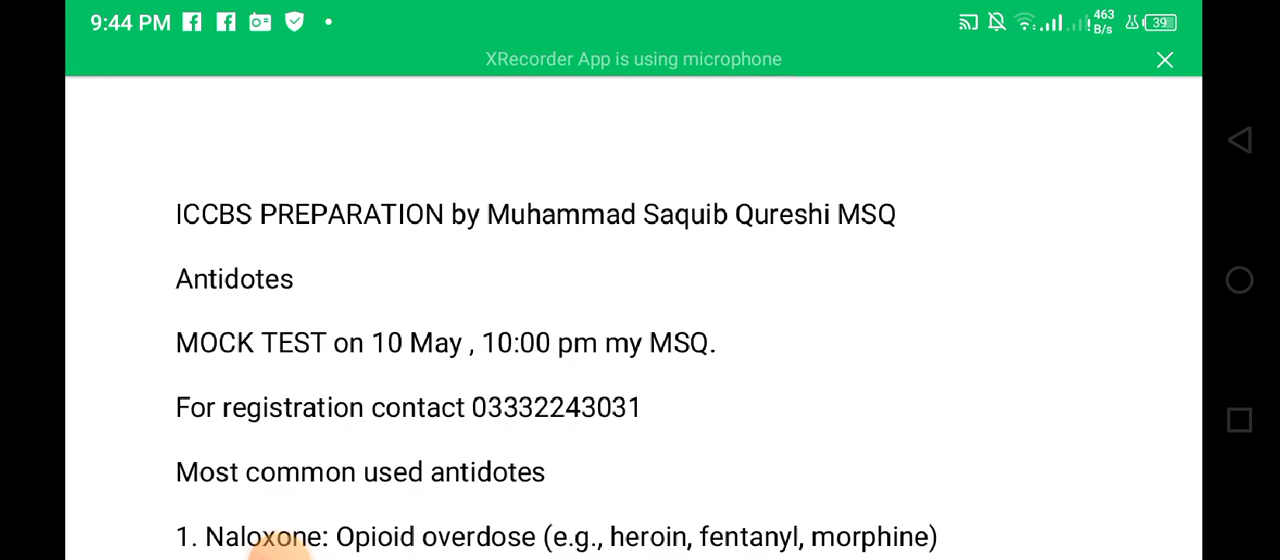 9:44 PM 463 B/s 39
XRecorder App is using microphone
ICCBS PREPARATION by Muhammad Saquib Qureshi MSQ
Antidotes
MOCK TEST on 10 May , 10:00 pm my MSQ.
For registration contact 03332243031
Most common used antidotes
1. Naloxone: Opioid overdose (e.g., heroin, fentanyl, morphine)